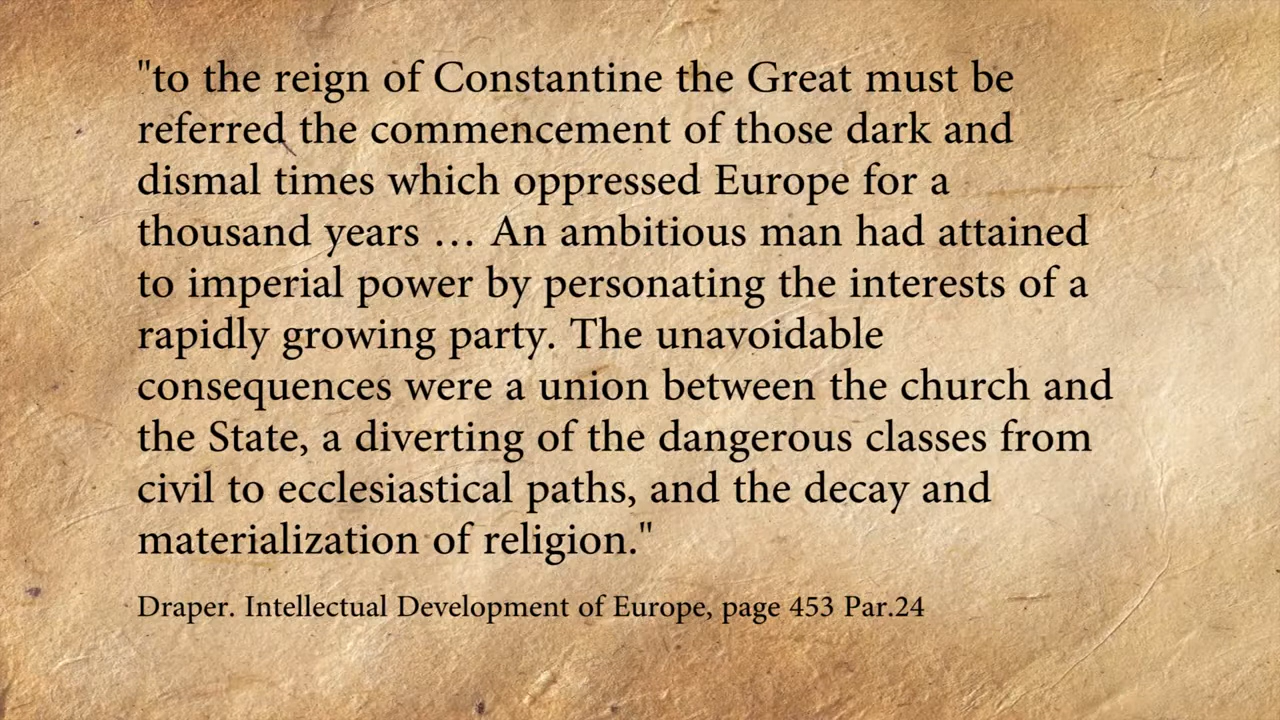 "to the reign of Constantine the Great must be
referred the commencement of those dark and
dismal times which oppressed Europe for a
thousand years … An ambitious man had attained
to imperial power by personating the interests of a
rapidly growing party. The unavoidable
consequences were a union between the church and
the State, a diverting of the dangerous classes from
civil to ecclesiastical paths, and the decay and
materialization of religion."
Draper. Intellectual Development of Europe, page 453 Par.24